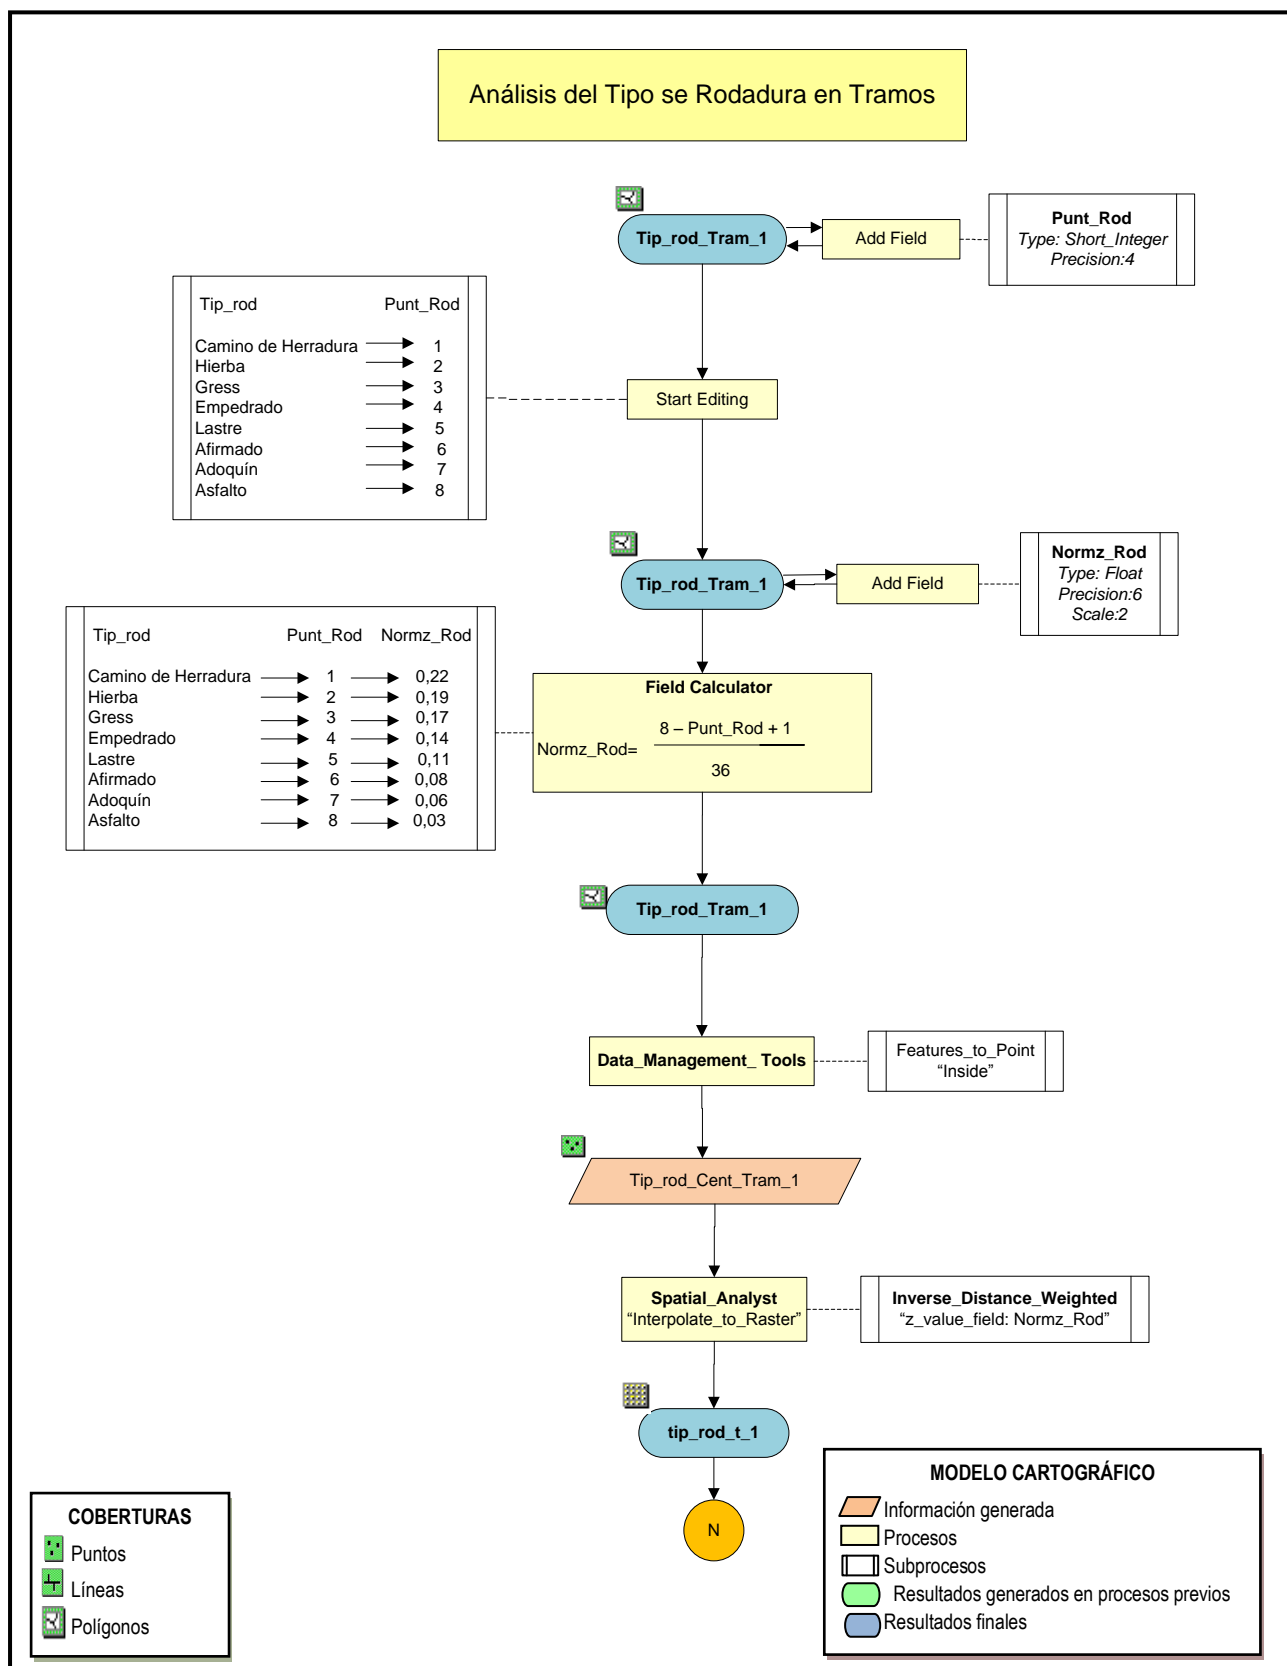 Análisis del Tipo se Rodadura en Tramos
Tip_rod_Tram_1
Add Field
Punt_Rod
Type: Short_Integer
Precision:4
Tip_rod Punt_Rod
Camino de Herradura 1
Hierba 2
Gress 3
Empedrado 4
Lastre 5
Afirmado 6
Adoquín 7
Asfalto 8
Start Editing
Tip_rod_Tram_1
Add Field
Normz_Rod
Type: Float
Precision:6
Scale:2
Tip_rod Punt_Rod Normz_Rod
Camino de Herradura 1 0,22
Hierba 2 0,19
Gress 3 0,17
Empedrado 4 0,14
Lastre 5 0,11
Afirmado 6 0,08
Adoquín 7 0,06
Asfalto 8 0,03
Field Calculator
8 – Punt_Rod + 1
Normz_Rod=
36
Tip_rod_Tram_1
Data_Management_ Tools
Features_to_Point
“Inside”
Tip_rod_Cent_Tram_1
Spatial_Analyst
“Interpolate_to_Raster”
Inverse_Distance_Weighted
“z_value_field: Normz_Rod”
tip_rod_t_1
N
COBERTURAS
Puntos
Líneas
Polígonos
MODELO CARTOGRÁFICO
Información generada
Procesos
Subprocesos
Resultados generados en procesos previos
Resultados finales